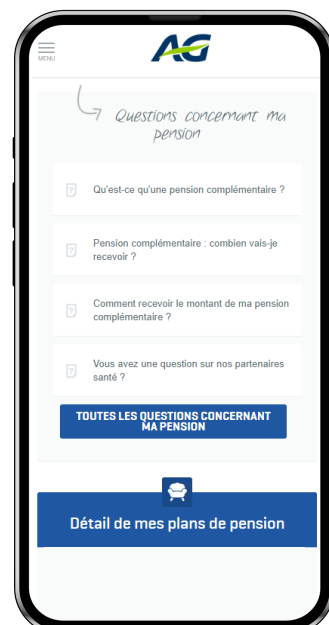 MENU
AG
Questions concernant ma
pension
Qu'est-ce qu'une pension complémentaire ?
Pension complémentaire : combien vais-je
recevoir ?
Comment recevoir le montant de ma pension
complémentaire ?
Vous avez une question sur nos partenaires
santé ?
TOUTES LES QUESTIONS CONCERNANT
MA PENSION
Détail de mes plans de pension